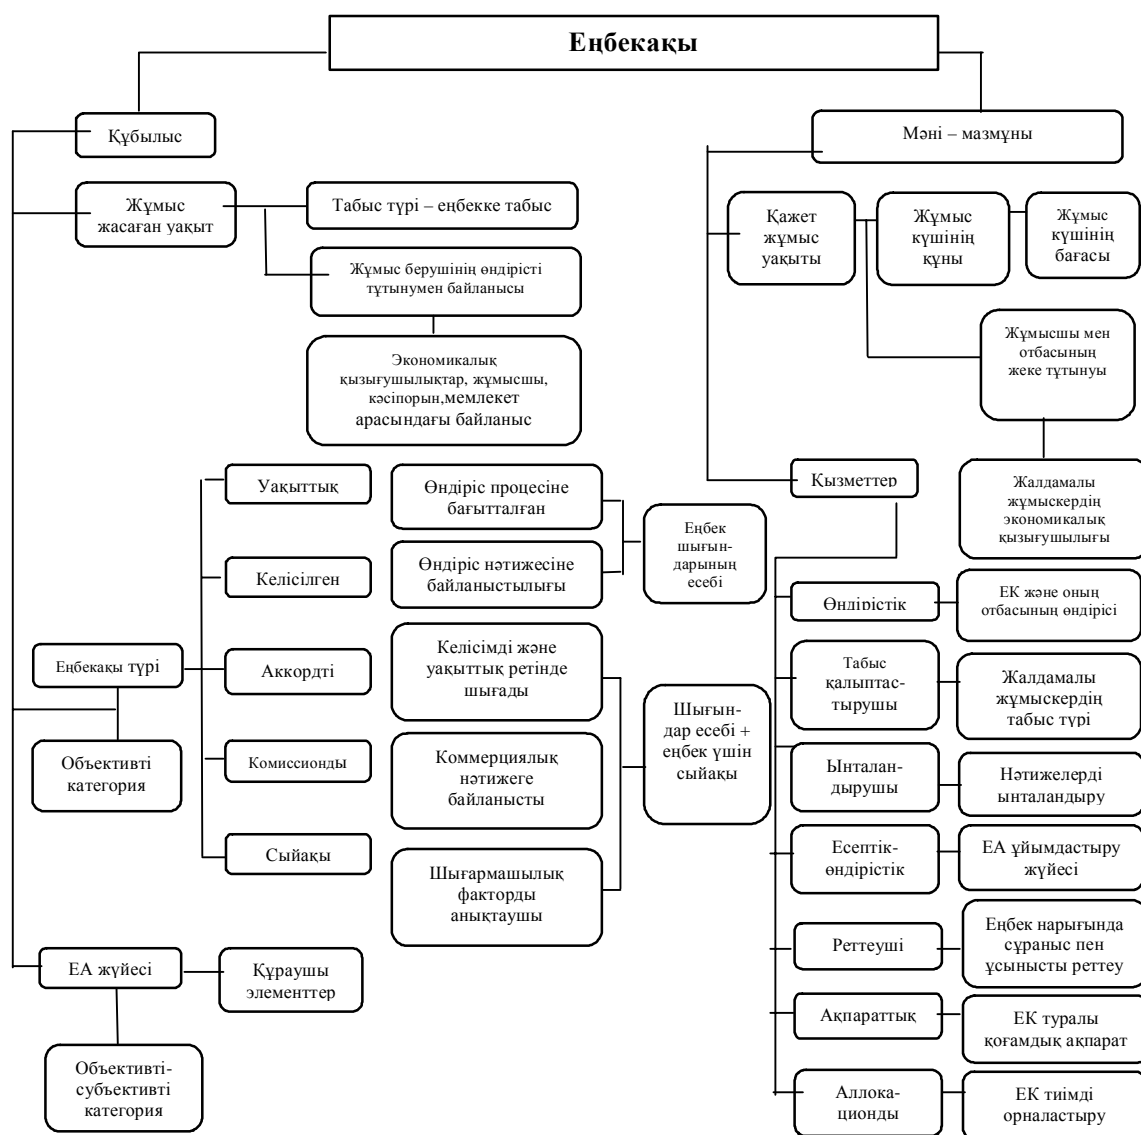 Еңбекақы
Құбылыс
Мәні – мазмұны
Жұмыс
жасаған уақыт
Табыс түрі – еңбекке табыс
Жұмыс берушінің өндірісті
тұтынумен байланысы
Экономикалық
қызығушылықтар, жұмысшы,
кәсіпорын,мемлекет
арасындағы байланыс
Қажет
жұмыс
уақыты
Жұмыс
күшінің
құны
Жұмыс
күшінің
бағасы
Жұмысшы мен
отбасының
жеке тұтынуы
Жалдамалы
жұмыскердің
экономикалық
қызығушылығы
Еңбекақы түрі
Объективті
категория
Уақыттық
Келісілген
Аккордті
Комиссионды
Сыйақы
Өндіріс процесіне
бағытталған
Өндіріс нәтижесіне
байланыстылығы
Еңбек
шығын-
дарының
есебі
Келісімді және
уақыттық ретінде
шығады
Коммерциялық
нәтижеге
байланысты
Шығармашылық
факторды
анықтаушы
Шығын-
дар есебі +
еңбек үшін
сыйақы
ЕА жүйесі
Құраушы
элементтер
Объективті-
субъективті
категория
Қызметтер
Өндірістік
ЕК және оның
отбасының өндірісі
Табыс
қалыптас-
тырушы
Жалдамалы
жұмыскердің
табыс түрі
Ынталан-
дырушы
Нәтижелерді
ынталандыру
Есептік-
өндірістік
ЕА ұйымдастыру
жүйесі
Реттеуші
Еңбек нарығында
сұраныс пен
ұсынысты реттеу
Ақпараттық
ЕК туралы
қоғамдық ақпарат
Аллока-
ционды
ЕК тиімді
орналастыру